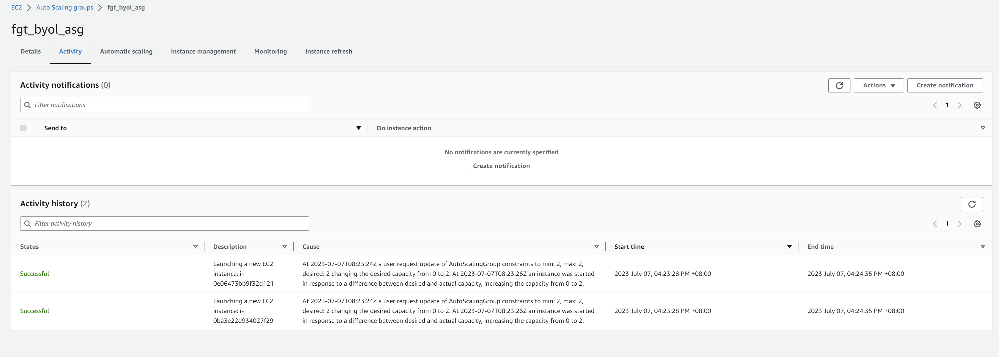 EC2 > Auto Scaling groups > fgt_byol_asg
fgt_byol_asg
Details Activity Automatic scaling Instance management Monitoring Instance refresh
Activity notifications (0)
Actions Create notification
Filter notifications
1
Send to On instance action
No notifications are currently specified
Create notification
Activity history (2)
Filter activity history
1
Status Description Cause Start time End time
Launching a new EC2 At 2023-07-07T08:23:24Z a user request update of AutoScalingGroup constraints to min: 2, max: 2,
Successful instance: i- desired: 2 changing the desired capacity from 0 to 2. At 2023-07-07T08:23:26Z an instance was started 2023 July 07, 04:23:28 PM +08:00 2023 July 07, 04:24:35 PM +08:00
0e06473bb9f32d121 in response to a difference between desired and actual capacity, increasing the capacity from 0 to 2.
Launching a new EC2 At 2023-07-07T08:23:24Z a user request update of AutoScalingGroup constraints to min: 2, max: 2,
Successful instance: i- desired: 2 changing the desired capacity from 0 to 2. At 2023-07-07T08:23:26Z an instance was started 2023 July 07, 04:23:28 PM +08:00 2023 July 07, 04:24:35 PM +08:00
0ba3e22d934027f29 in response to a difference between desired and actual capacity, increasing the capacity from 0 to 2.